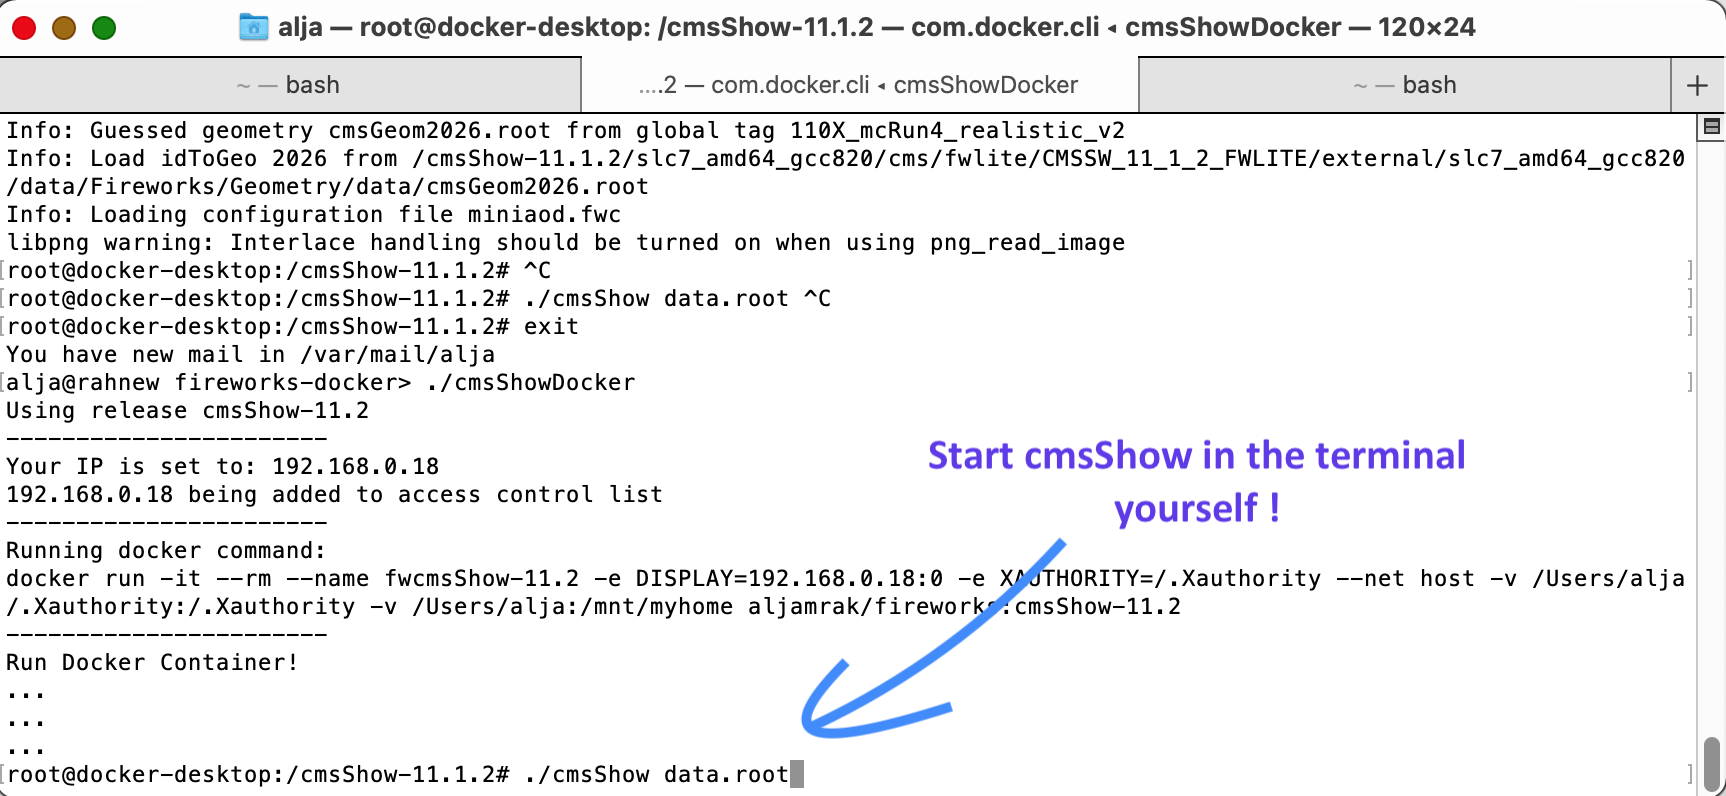 alja — root@docker-desktop: /cmsShow-11.1.2 — com.docker.cli ◂ cmsShowDocker — 120×24
~ — bash
....2 — com.docker.cli ◂ cmsShowDocker
~ — bash
+
Info: Guessed geometry cmsGeom2026.root from global tag 110X_mcRun4_realistic_v2
Info: Load idToGeo 2026 from /cmsShow-11.1.2/slc7_amd64_gcc820/cms/fwlite/CMSSW_11_1_2_FWLITE/external/slc7_amd64_gcc820
/data/Fireworks/Geometry/data/cmsGeom2026.root
Info: Loading configuration file miniaod.fwc
libpng warning: Interlace handling should be turned on when using png_read_image
[root@docker-desktop:/cmsShow-11.1.2# ^C ]
[root@docker-desktop:/cmsShow-11.1.2# ./cmsShow data.root ^C ]
[root@docker-desktop:/cmsShow-11.1.2# exit ]
You have new mail in /var/mail/alja
[alja@rahnew fireworks-docker> ./cmsShowDocker ]
Using release cmsShow-11.2
-----------------------
Your IP is set to: 192.168.0.18
192.168.0.18 being added to access control list
-----------------------
Running docker command:
docker run -it --rm --name fwcmsShow-11.2 -e DISPLAY=192.168.0.18:0 -e XAUTHORITY=/.Xauthority --net host -v /Users/alja
/.Xauthority:/.Xauthority -v /Users/alja:/mnt/myhome aljamrak/fireworks:cmsShow-11.2
-----------------------
Run Docker Container!
...
...
...
[root@docker-desktop:/cmsShow-11.1.2# ./cmsShow data.root ]
Start cmsShow in the terminal
yourself !